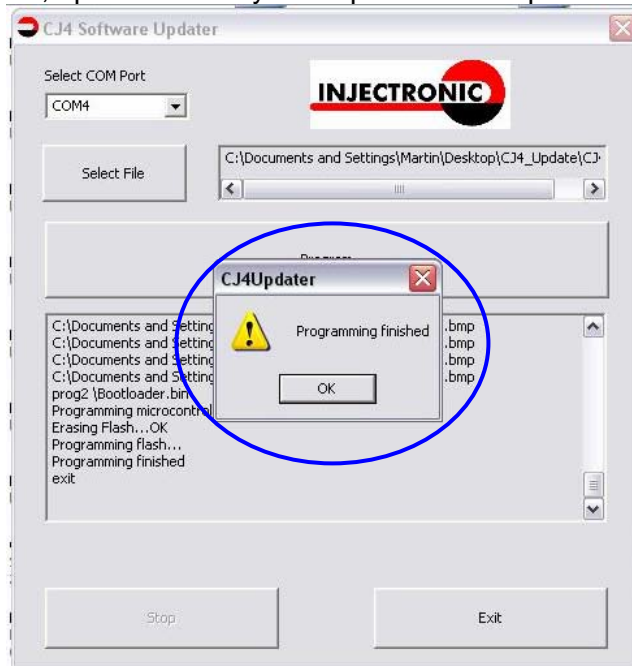 CJ4 Software Updater
Select COM Port
COM4
INJECTRONIC
Select File
C:\Documents and Settings\Martin\Desktop\CJ4_Update\CJ
Program
CJ4Updater
Programming finished
OK
C:\Documents and Setting .bmp
C:\Documents and Setting .bmp
C:\Documents and Setting .bmp
C:\Documents and Setting .bmp
prog2 \Bootloader.bin
Programming microcontrol
Erasing Flash...OK
Programming flash...
Programming finished
exit
Stop
Exit